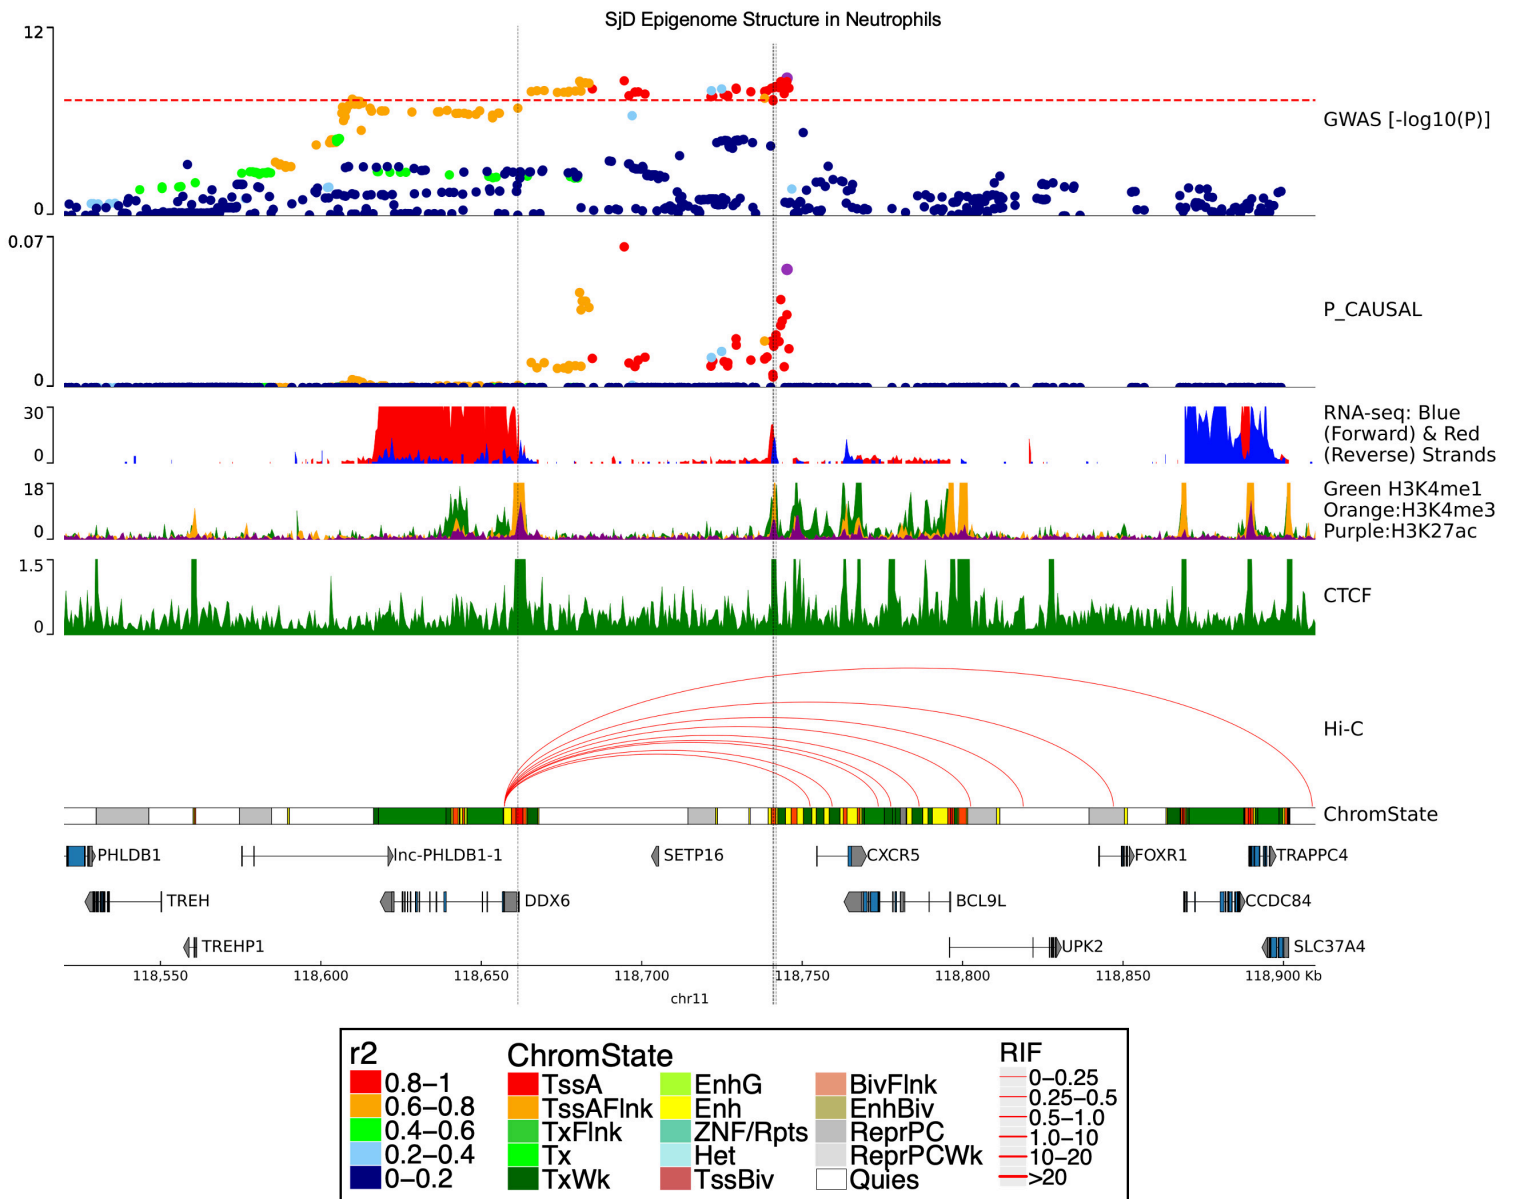 SjD Epigenome Structure in Neutrophils
12
GWAS [-log10(P)]
0
0.07
P_CAUSAL
0
30
RNA-seq: Blue
(Forward) & Red
(Reverse) Strands
0
18
Green H3K4me1
Orange:H3K4me3
Purple:H3K27ac
0
1.5
CTCF
0
Hi-C
ChromState
PHLDB1
lnc-PHLDB1-1
SETP16
CXCR5
FOXR1
TRAPPC4
TREH
DDX6
BCL9L
CCDC84
TREHP1
UPK2
SLC37A4
118,550
118,600
118,650
118,700
118,750
118,800
118,850
118,900 Kb
chr11
r2
0.8–1
0.6–0.8
0.4–0.6
0.2–0.4
0–0.2
ChromState
TssA
TssAFlnk
TxFlnk
Tx
TxWk
EnhG
Enh
ZNF/Rpts
Het
TssBiv
BivFlnk
EnhBiv
ReprPC
ReprPCWk
Quies
RIF
0–0.25
0.25–0.5
0.5–1.0
1.0–10
10–20
>20